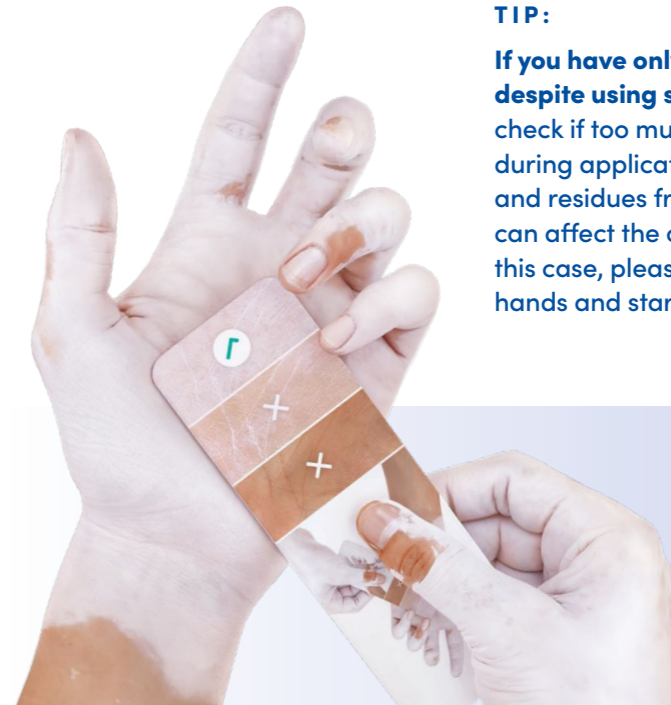 TIP:
If you have onl
despite using s
check if too mu
during applicat
and residues fr
can affect the
this case, pleas
hands and star